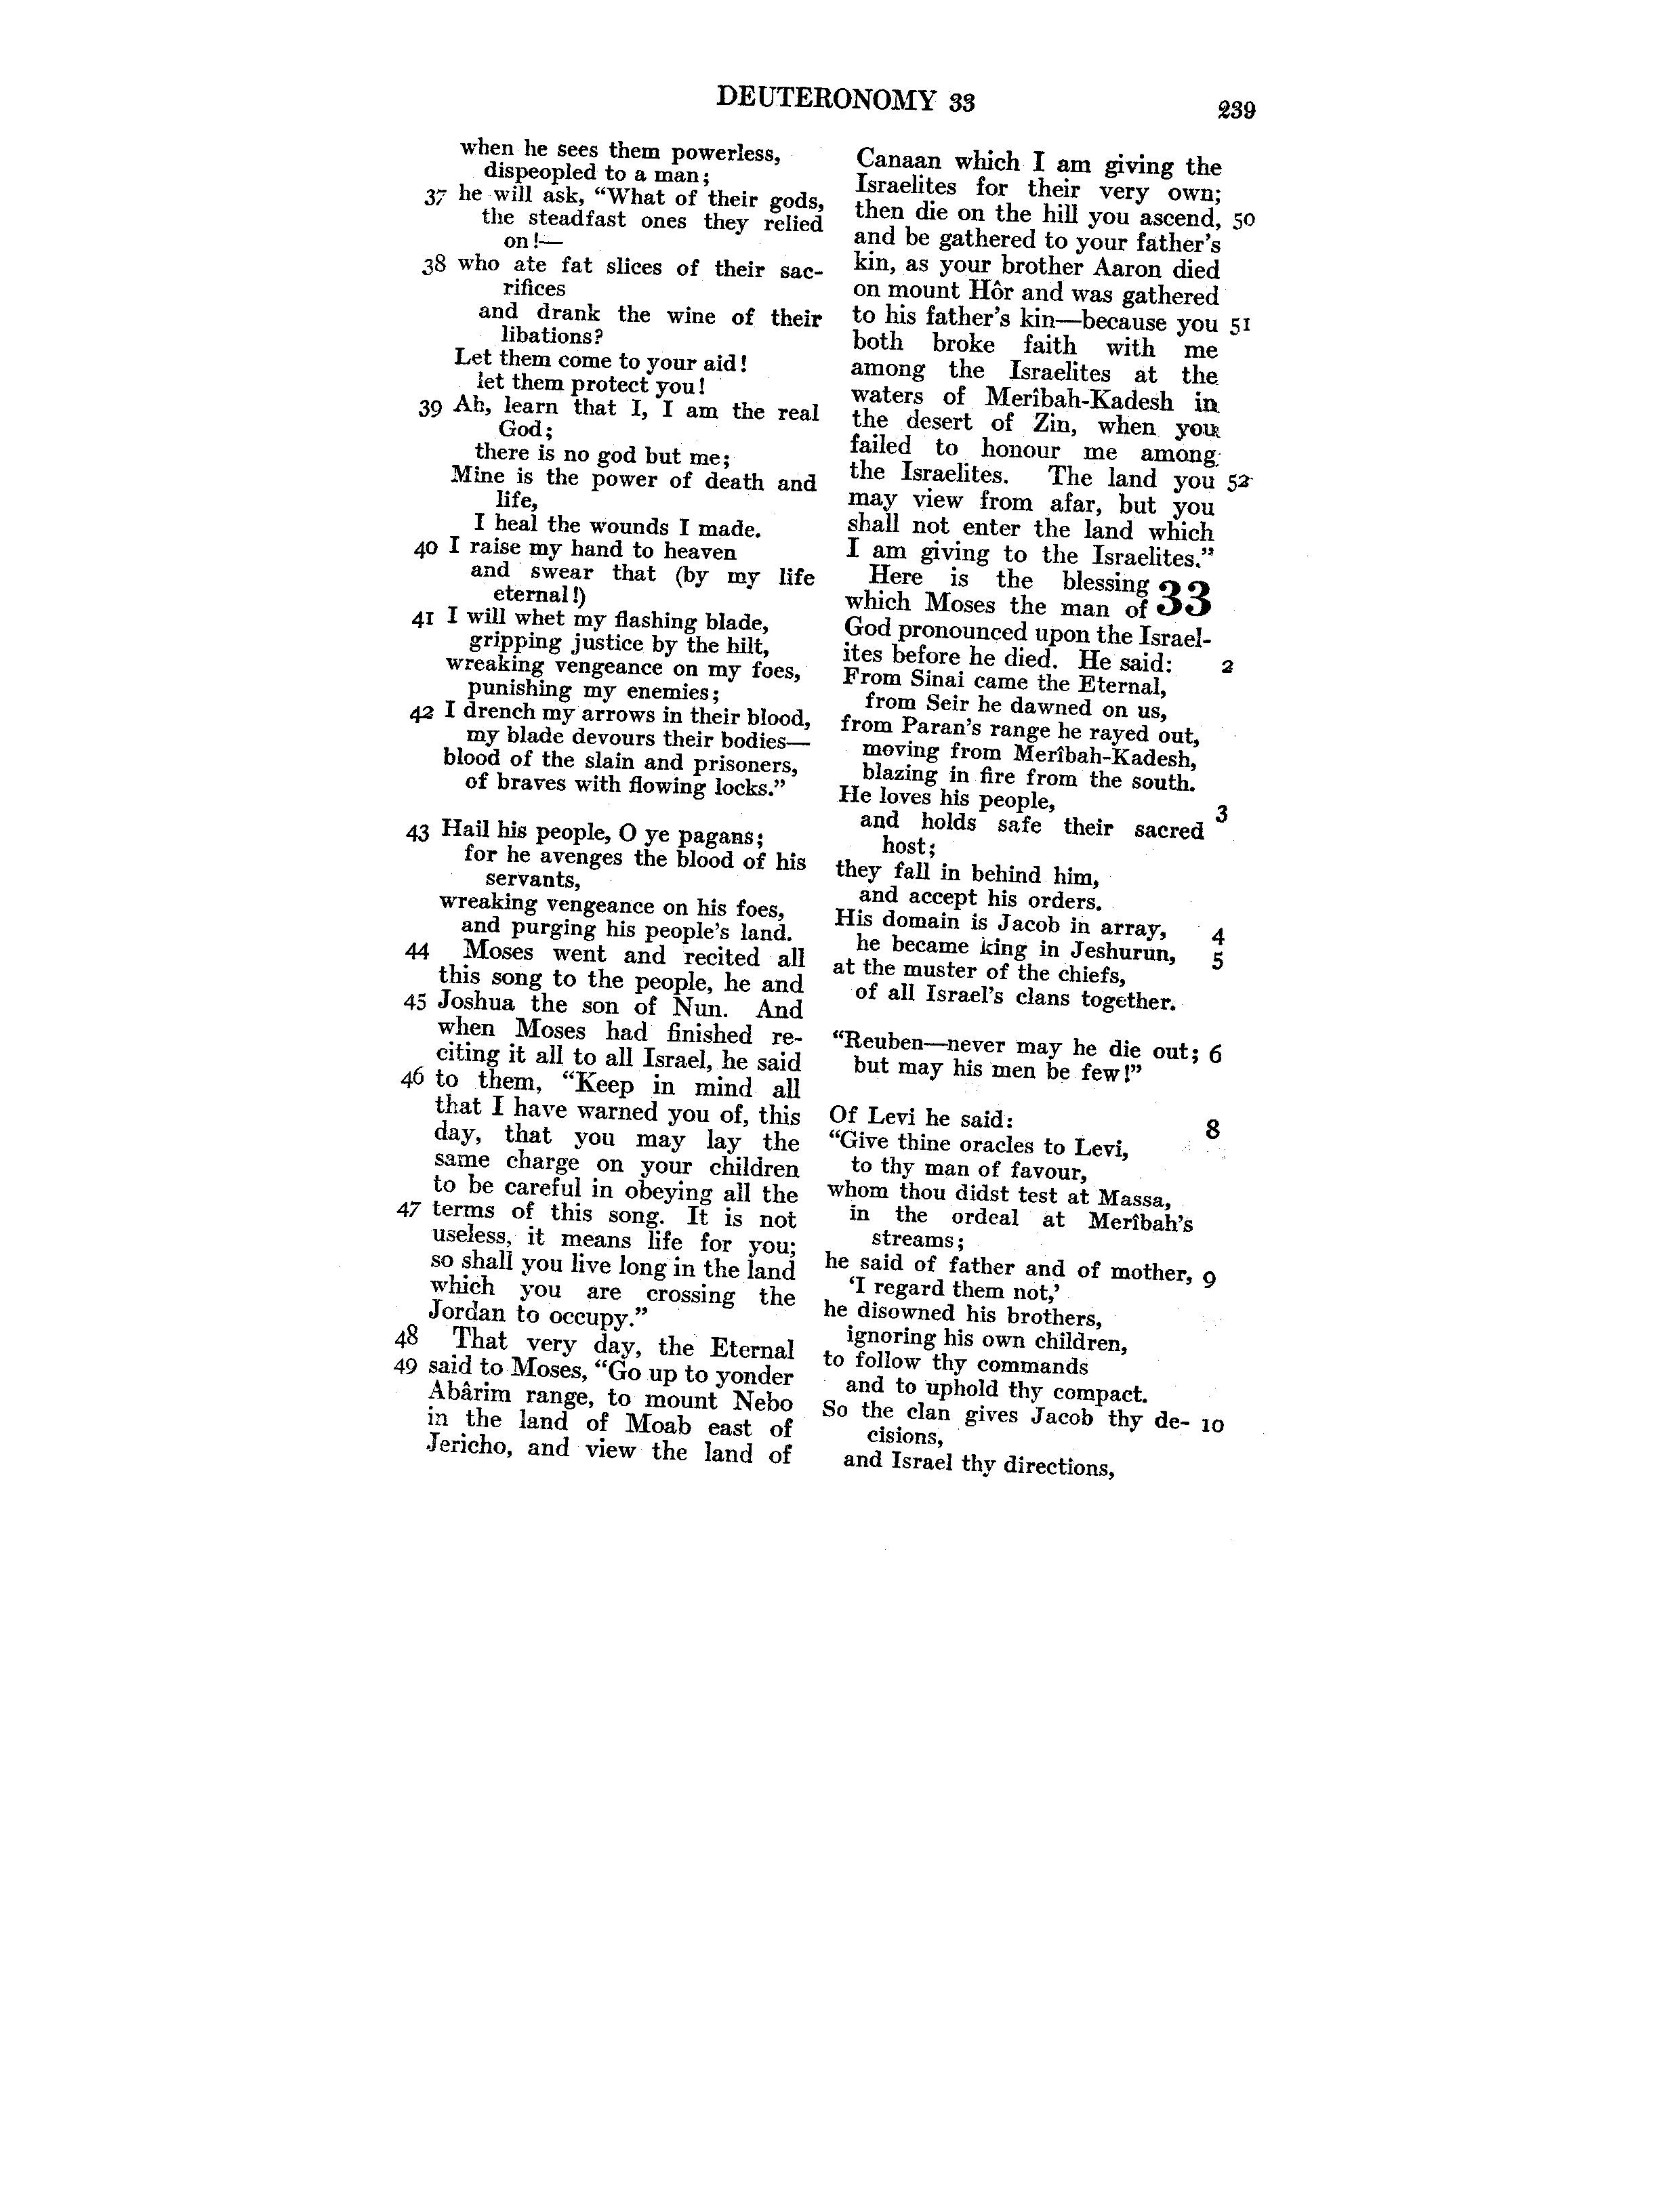 DEUTERONOMY 33
239
when he sees them powerless,
dispeopled to a man;
37 he will ask, “What of their gods,
the steadfast ones they relied
on!—
38 who ate fat slices of their sac-
rifices
and drank the wine of their
libations?
Let them come to your aid!
let them protect you!
39 Ah, learn that I, I am the real
God;
there is no god but me;
Mine is the power of death and
life,
I heal the wounds I made.
40 I raise my hand to heaven
and swear that (by my life
eternal!)
41 I will whet my flashing blade,
gripping justice by the hilt,
wreaking vengeance on my foes,
punishing my enemies;
42 I drench my arrows in their blood,
my blade devours their bodies—
blood of the slain and prisoners,
of braves with flowing locks.”
43 Hail his people, O ye pagans;
for he avenges the blood of his
servants,
wreaking vengeance on his foes,
and purging his people's land.
44 Moses went and recited all
this song to the people, he and
45 Joshua the son of Nun. And
when Moses had finished re-
citing it all to all Israel, he said
46 to them, “Keep in mind all
that I have warned you of, this
day, that you may lay the
same charge on your children
to be careful in obeying all the
47 terms of this song. It is not
useless, it means life for you;
so shall you live long in the land
which you are crossing the
Jordan to occupy.”
48 That very day, the Eternal
49 said to Moses, “Go up to yonder
Abârim range, to mount Nebo
in the land of Moab east of
Jericho, and view the land of
Canaan which I am giving the
Israelites for their very own;
then die on the hill you ascend, 50
and be gathered to your father's
kin, as your brother Aaron died
on mount Hôr and was gathered
to his father's kin—because you 51
both broke faith with me
among the Israelites at the
waters of Merîbah-Kadesh in
the desert of Zin, when you
failed to honour me among
the Israelites. The land you 52
may view from afar, but you
shall not enter the land which
I am giving to the Israelites.”
Here is the blessing 33
which Moses the man of
God pronounced upon the Israel-
ites before he died. He said: 2
From Sinai came the Eternal,
from Seir he dawned on us,
from Paran's range he rayed out,
moving from Merîbah-Kadesh,
blazing in fire from the south.
He loves his people, 3
and holds safe their sacred
host;
they fall in behind him,
and accept his orders.
His domain is Jacob in array, 4
he became king in Jeshurun, 5
at the muster of the chiefs,
of all Israel's clans together.
“Reuben—never may he die out; 6
but may his men be few!”
Of Levi he said: 8
“Give thine oracles to Levi,
to thy man of favour,
whom thou didst test at Massa,
in the ordeal at Merîbah's
streams;
he said of father and of mother, 9
‘I regard them not,’
he disowned his brothers,
ignoring his own children,
to follow thy commands
and to uphold thy compact.
So the clan gives Jacob thy de- 10
cisions,
and Israel thy directions,